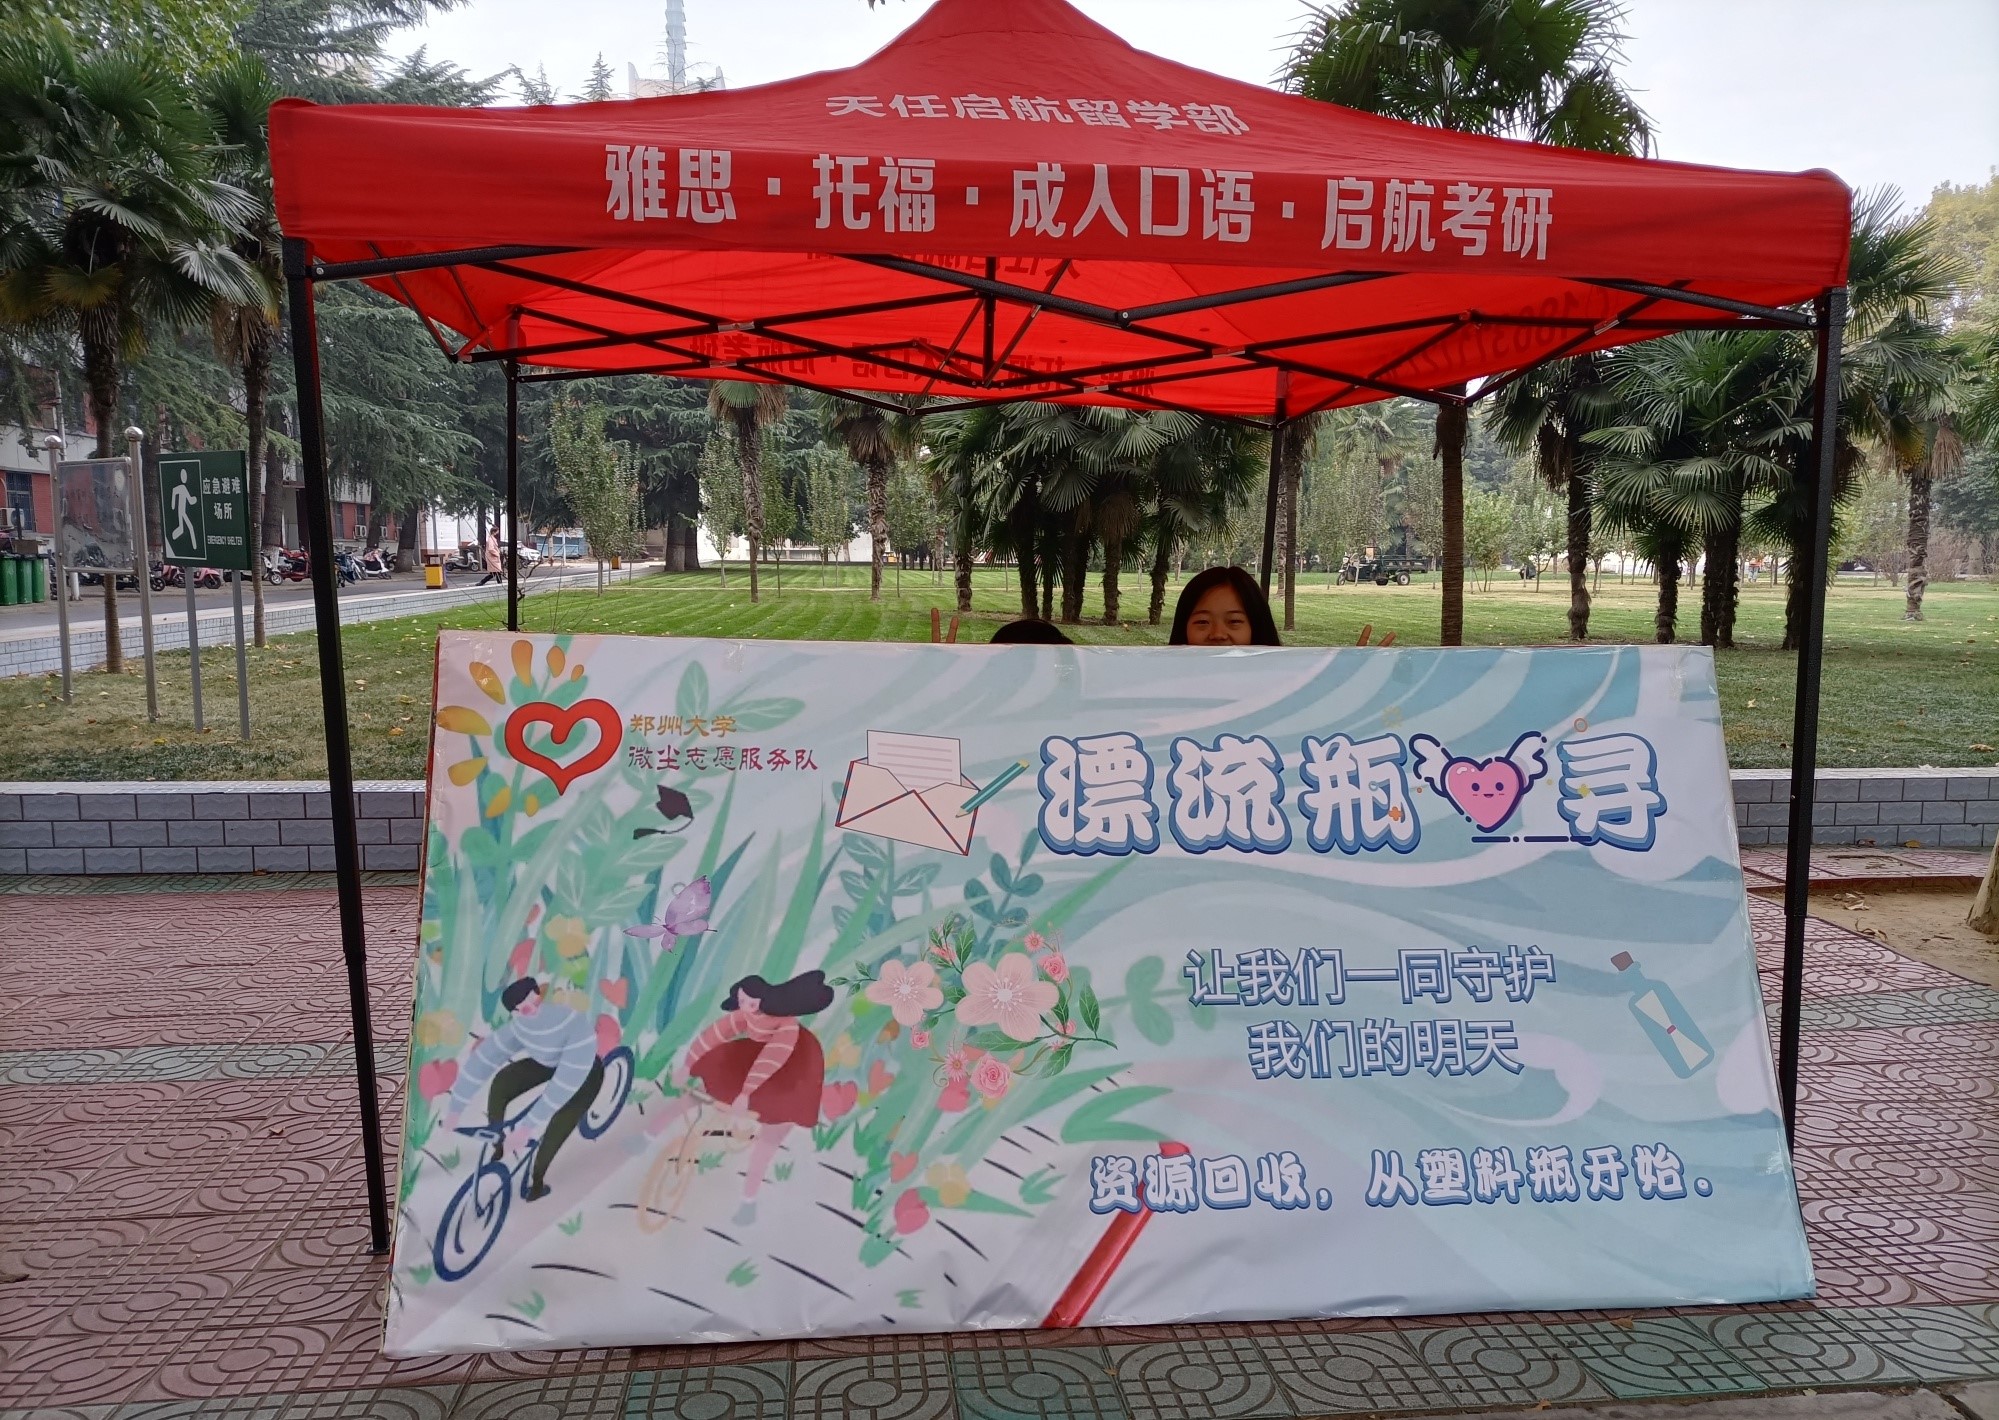 天任启航留学部
雅思·托福·成人口语·启航考研
应急避难
场所
EMERGENCY SHELTER
郑州大学
微尘志愿服务队
漂流瓶 寻
让我们一同守护
我们的明天
资源回收，从塑料瓶开始。